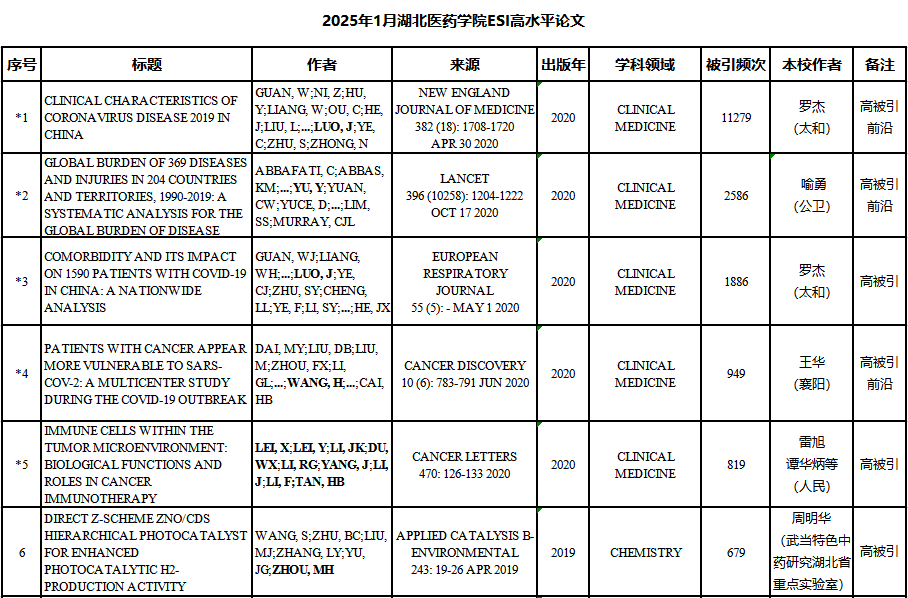 2025年1月湖北医药学院ESI高水平论文
序号 标题 作者 来源 出版年 学科领域 被引频次 本校作者 备注
*1
CLINICAL CHARACTERISTICS OF
CORONAVIRUS DISEASE 2019 IN
CHINA
GUAN, W;NI, Z;HU,
Y;LIANG, W;OU, C;HE,
J;LIU, L;...;LUO, J;YE,
C;ZHU, S;ZHONG, N
NEW ENGLAND
JOURNAL OF MEDICINE
382 (18): 1708-1720
APR 30 2020
2020
CLINICAL
MEDICINE
11279
罗杰
(太和)
高被引
前沿
*2
GLOBAL BURDEN OF 369 DISEASES
AND INJURIES IN 204 COUNTRIES
AND TERRITORIES, 1990-2019: A
SYSTEMATIC ANALYSIS FOR THE
GLOBAL BURDEN OF DISEASE
ABBAFATI, C;ABBAS,
KM;...;YU, Y;YUAN,
CW;YUCE, D;...;LIM,
SS;MURRAY, CJL
LANCET
396 (10258): 1204-1222
OCT 17 2020
2020
CLINICAL
MEDICINE
2586
喻勇
(公卫)
高被引
前沿
*3
COMORBIDITY AND ITS IMPACT
ON 1590 PATIENTS WITH COVID-19
IN CHINA: A NATIONWIDE
ANALYSIS
GUAN, WJ;LIANG,
WH;...;LUO, J;YE,
CJ;ZHU, SY;CHENG,
LL;YE, F;LI, SY;...;HE, JX
EUROPEAN
RESPIRATORY
JOURNAL
55 (5): - MAY 1 2020
2020
CLINICAL
MEDICINE
1886
罗杰
(太和)
高被引
*4
PATIENTS WITH CANCER APPEAR
MORE VULNERABLE TO SARS-
COV-2: A MULTICENTER STUDY
DURING THE COVID-19 OUTBREAK
DAI, MY;LIU, DB;LIU,
M;ZHOU, FX;LI,
GL;...;WANG, H;...;CAI,
HB
CANCER DISCOVERY
10 (6): 783-791 JUN 2020
2020
CLINICAL
MEDICINE
949
王华
(襄阳)
高被引
前沿
*5
IMMUNE CELLS WITHIN THE
TUMOR MICROENVIRONMENT:
BIOLOGICAL FUNCTIONS AND
ROLES IN CANCER
IMMUNOTHERAPY
LEI, X;LEI, Y;LI, JK;DU,
WX;LI, RG;YANG, J;LI,
J;LI, F;TAN, HB
CANCER LETTERS
470: 126-133 2020
2020
CLINICAL
MEDICINE
819
雷旭
谭华炳等
(人民)
高被引
6
DIRECT Z-SCHEME ZNO/CDS
HIERARCHICAL PHOTOCATALYST
FOR ENHANCED
PHOTOCATALYTIC H2-
PRODUCTION ACTIVITY
WANG, S;ZHU, BC;LIU,
MJ;ZHANG, LY;YU,
JG;ZHOU, MH
APPLIED CATALYSIS B-
ENVIRONMENTAL
243: 19-26 APR 2019
2019
CHEMISTRY
679
周明华
（武当特色中
药研究湖北省
重点实验室）
高被引